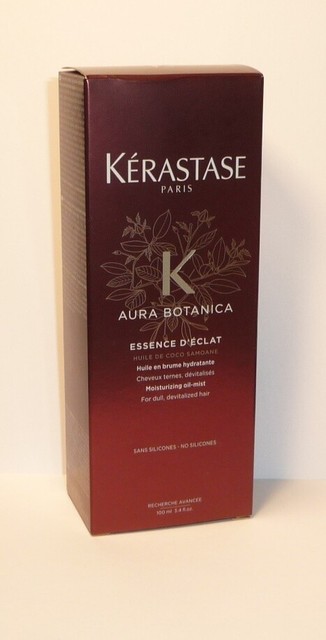 KÉRASTASE
PARIS
K
AURA BOTANICA
ESSENCE D'ÉCLAT
HUILE DE COCO SAMOANE
Huile en brume hydratante
Cheveux ternes, dévitalisés
Moisturizing oil-mist
For dull, devitalized hair
SANS SILICONES - NO SILICONES
RECHERCHE AVANCÉE
100 ml 3.4 fl.oz